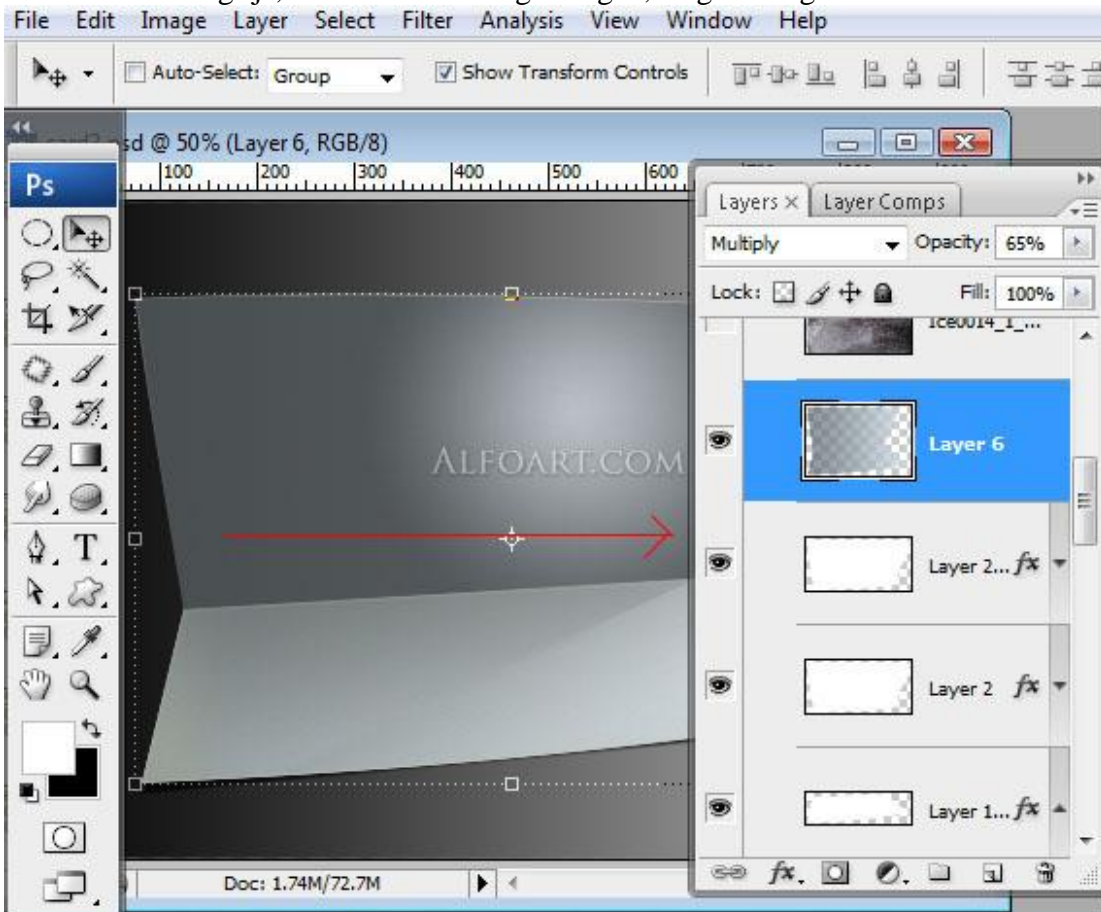 File Edit Image Layer Select Filter Analysis View Window Help
Auto-Select: Group Show Transform Controls
sd @ 50% (Layer 6, RGB/8)
100 200 300 400 500 600
Ps
Layers × Layer Comps
Multiply Opacity: 65%
Lock: Fill: 100%
Ice0014_1_...
Layer 6
ALFOART.COM
T
Layer 2... fx
Layer 2 fx
Layer 1... fx
Doc: 1.74M/72.7M
fx.